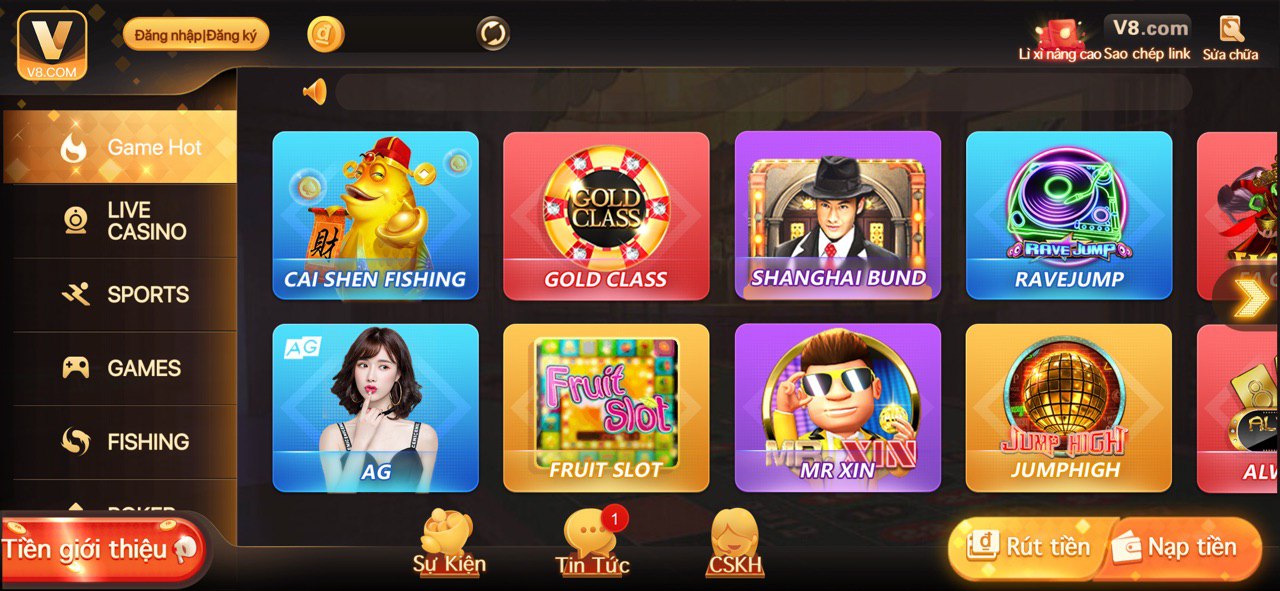 V8.COM
Đăng nhập|Đăng ký
V8.com
Lì xì nâng cao
Sao chép link
Sửa chữa
Game Hot
LIVE
CASINO
SPORTS
GAMES
FISHING
POKER
Tiền giới thiệu
財
CAI SHEN FISHING
GOLD
CLASS
GOLD CLASS
SHANGHAI BUND
RAVE JUMP
RAVEJUMP
AG
AG
Fruit
Slot
FRUIT SLOT
MR. XIN
MR XIN
JUMP HIGH
JUMPHIGH
Sự Kiện
1
Tin Tức
CSKH
Rút tiền
Nạp tiền